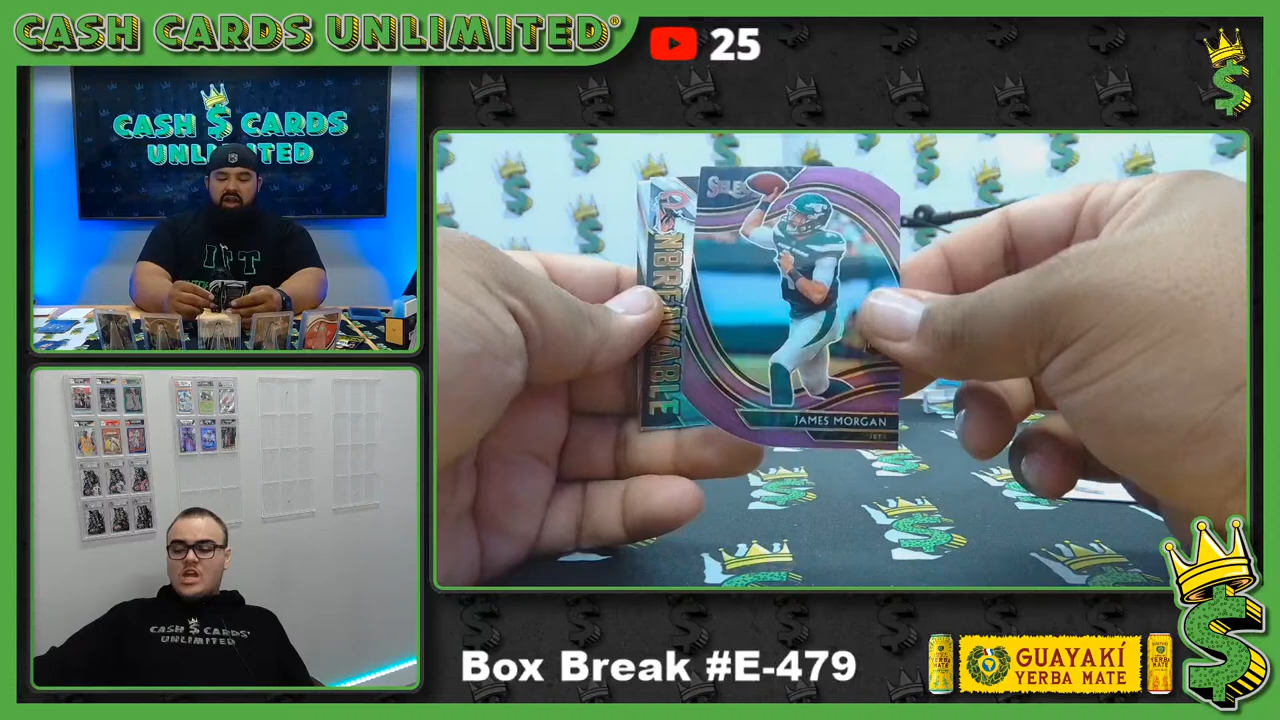 CASH CARDS UNLIMITED®
25
CASH $ CARDS
UNLIMITED
SELECT
UNBREAKABLE
JAMES MORGAN
JETS
CASH $ CARDS
UNLIMITED
Box Break #E-479
GUAYAKÍ
YERBA MATE